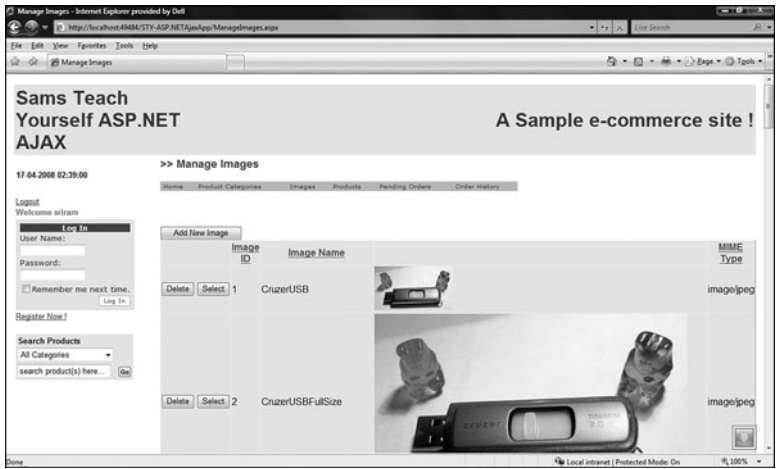 Manage Images - Internet Explorer provided by Dell
http://localhost:49484/STY-ASP.NETAjaxApp/ManageImages.aspx
Live Search
File Edit View Favorites Tools Help
Manage Images
Page Tools
Sams Teach
Yourself ASP.NET
AJAX
A Sample e-commerce site !
17-04-2008 02:39:00
>> Manage Images
Home Product Categories Images Products Pending Orders Order History
Logout
Welcome sriram
Log In
User Name:
Password:
Remember me next time.
Log In
Register Now !
Search Products
All Categories
search product(s) here...
Go
Add New Image
Image
ID
Image Name
MIME
Type
Delete Select 1 CruzerUSB image/jpeg
Delete Select 2 CruzerUSBFullSize image/jpeg
cruzer
TITANIUM
2.0
Done
Local intranet | Protected Mode: On
100%